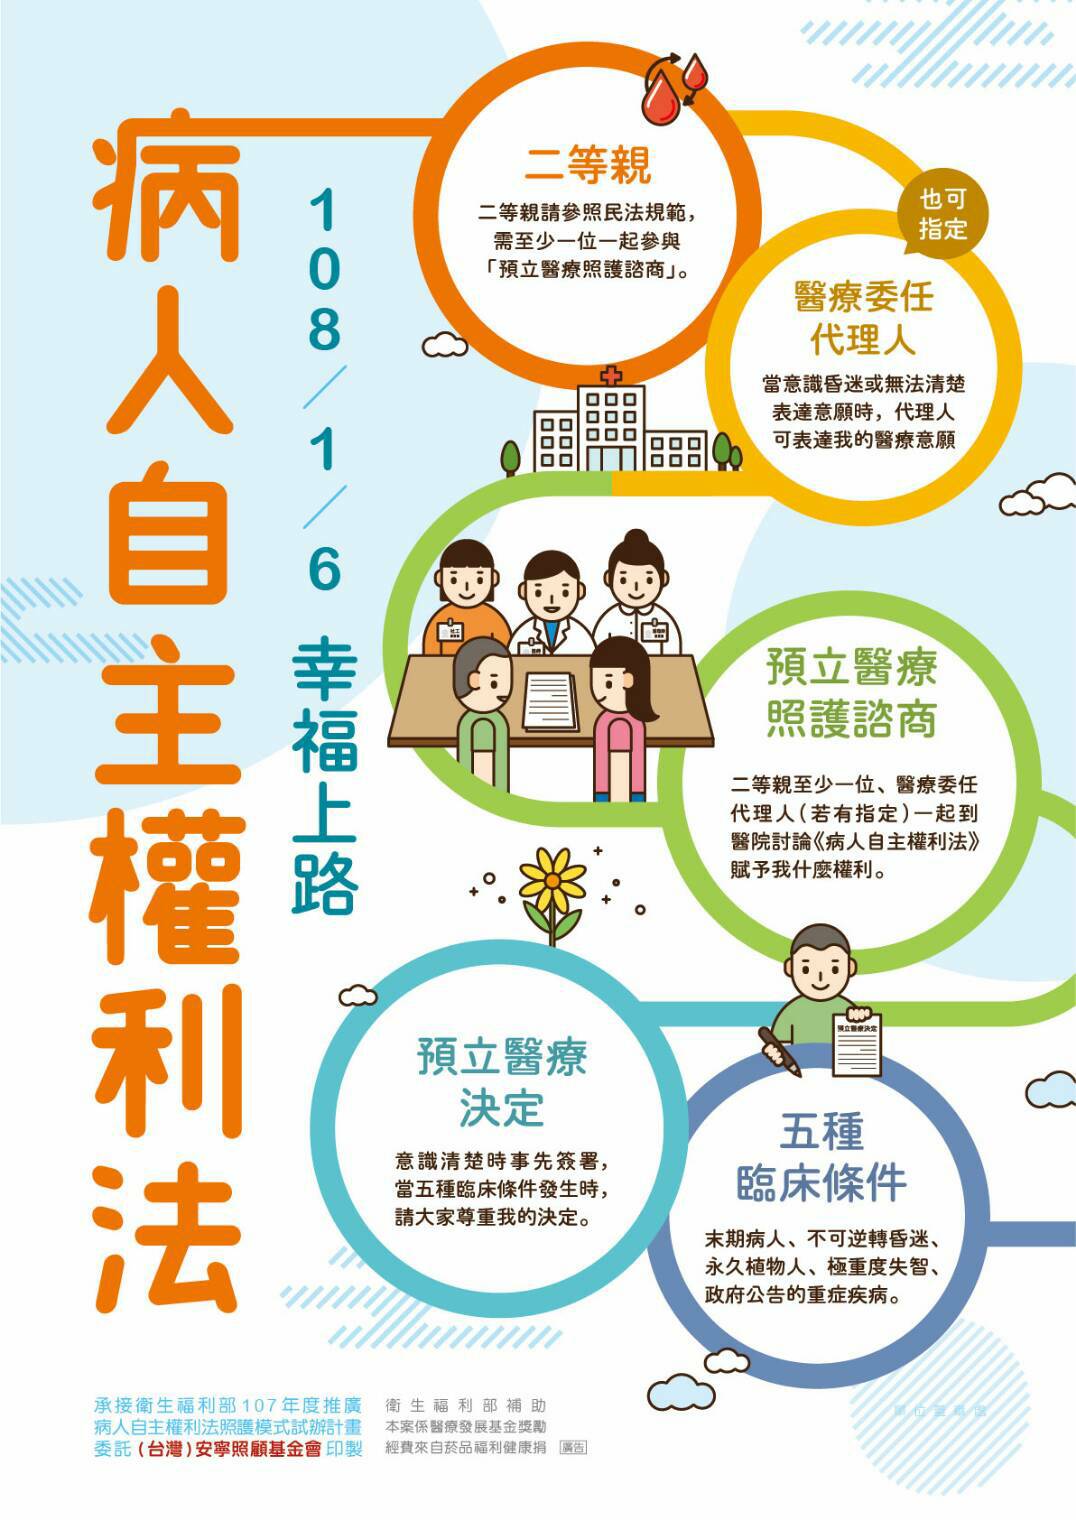 病人自主權利法
108/1/6 幸福上路
二等親
二等親請參照民法規範，
需至少一位一起參與
「預立醫療照護諮商」。
也可
指定
醫療委任
代理人
當意識昏迷或無法清楚
表達意願時，代理人
可表達我的醫療意願
社工
醫師
護理師
預立醫療
照護諮商
二等親至少一位、醫療委任
代理人(若有指定)一起到
醫院討論《病人自主權利法》
賦予我什麼權利。
預立醫療
決定
意識清楚時事先簽署，
當五種臨床條件發生時，
請大家尊重我的決定。
預立醫療決定
五種
臨床條件
末期病人、不可逆轉昏迷、
永久植物人、極重度失智、
政府公告的重症疾病。
承接衛生福利部107年度推廣
病人自主權利法照護模式試辦計畫
委託(台灣)安寧照顧基金會印製
衛生福利部補助
本案係醫療發展基金獎勵
經費來自菸品福利健康捐 廣告
單位蓋章處